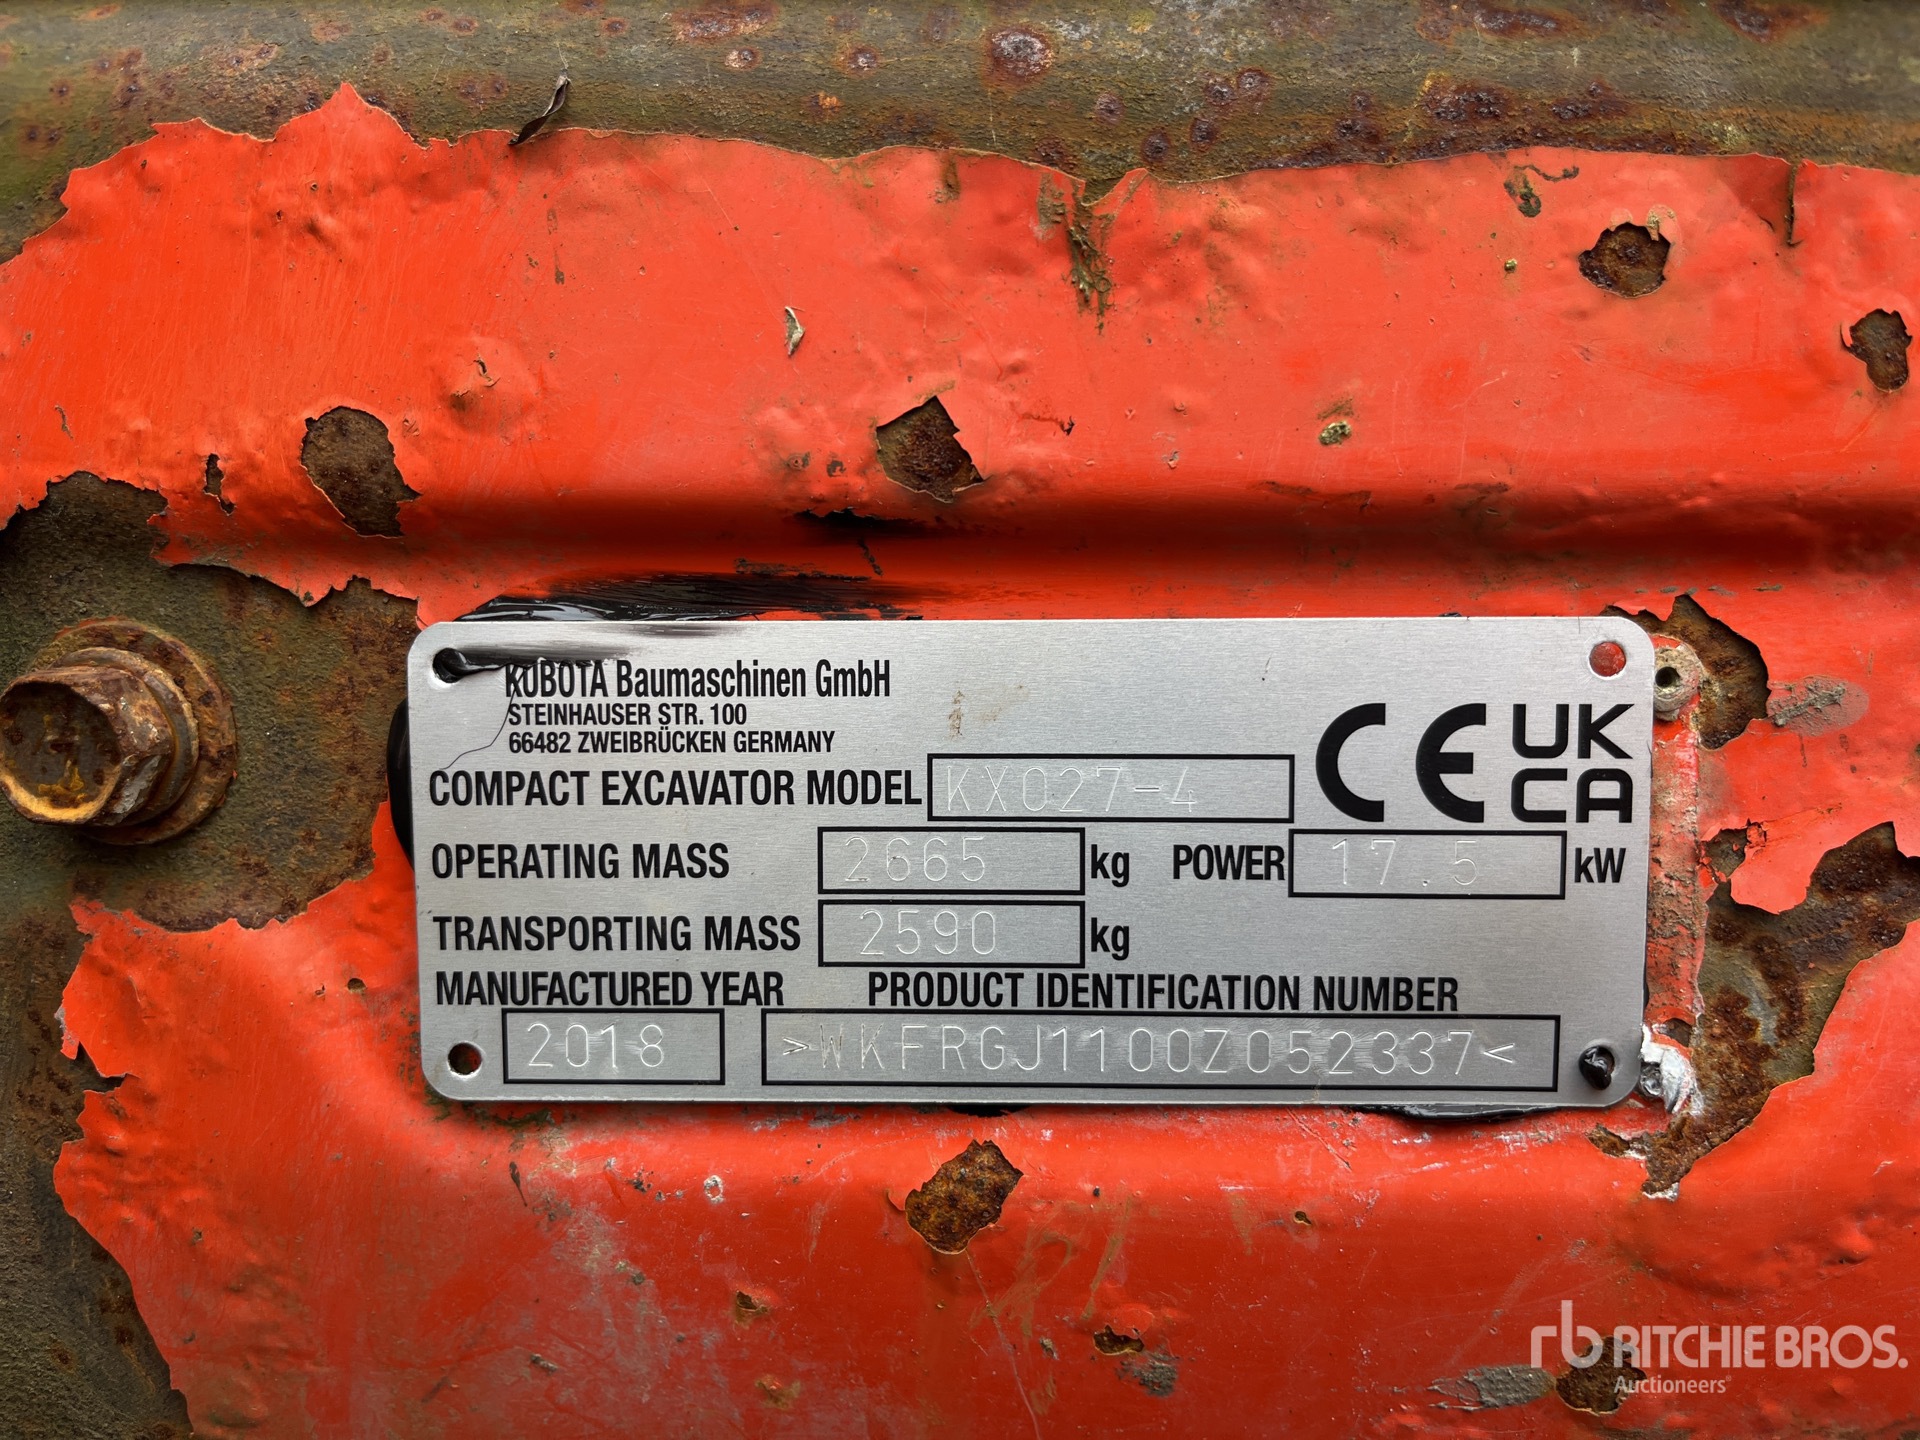 KUBOTA Baumaschinen GmbH
STEINHAUSER STR. 100
66482 ZWEIBRÜCKEN GERMANY
COMPACT EXCAVATOR MODEL KX027-4
CE UK CA
OPERATING MASS 2665 kg POWER 17.5 kW
TRANSPORTING MASS 2590 kg
MANUFACTURED YEAR PRODUCT IDENTIFICATION NUMBER
2018 >WKFRGJ1100Z052337<
rb RITCHIE BROS.
Auctioneers